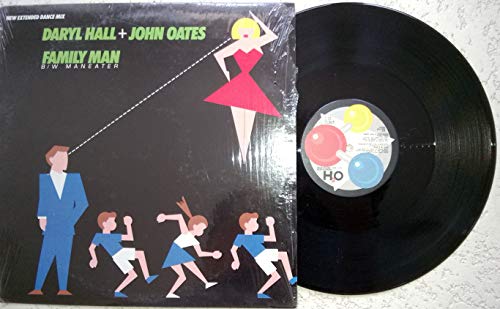 NEW EXTENDED DANCE MIX
DARYL HALL + JOHN OATES
FAMILY MAN
B/W MANEATER
H2O